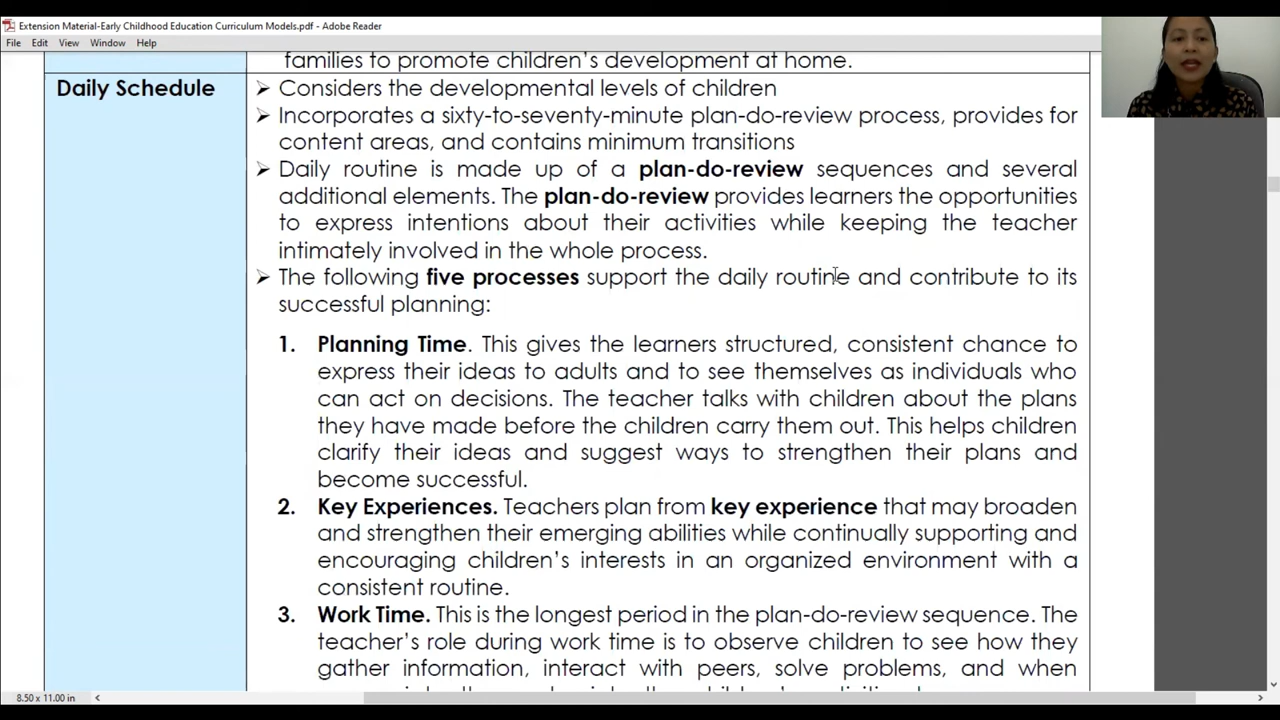 Extension Material-Early Childhood Education Curriculum Models.pdf - Adobe Reader
File Edit View Window Help
families to promote children’s development at home.
Daily Schedule
➢ Considers the developmental levels of children
➢ Incorporates a sixty-to-seventy-minute plan-do-review process, provides for
content areas, and contains minimum transitions
➢ Daily routine is made up of a plan-do-review sequences and several
additional elements. The plan-do-review provides learners the opportunities
to express intentions about their activities while keeping the teacher
intimately involved in the whole process.
➢ The following five processes support the daily routine and contribute to its
successful planning:
1. Planning Time. This gives the learners structured, consistent chance to
express their ideas to adults and to see themselves as individuals who
can act on decisions. The teacher talks with children about the plans
they have made before the children carry them out. This helps children
clarify their ideas and suggest ways to strengthen their plans and
become successful.
2. Key Experiences. Teachers plan from key experience that may broaden
and strengthen their emerging abilities while continually supporting and
encouraging children’s interests in an organized environment with a
consistent routine.
3. Work Time. This is the longest period in the plan-do-review sequence. The
teacher’s role during work time is to observe children to see how they
gather information, interact with peers, solve problems, and when
8.50 x 11.00 in